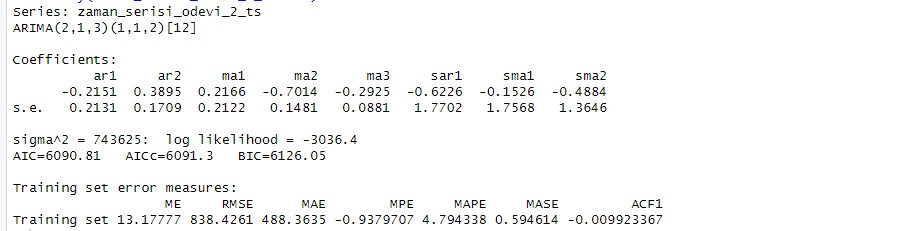 Series: zaman_serisi_odevi_2_ts
ARIMA(2,1,3)(1,1,2)[12]
Coefficients:
ar1 ar2 ma1 ma2 ma3 sar1 sma1 sma2
-0.2151 0.3895 0.2166 -0.7014 -0.2925 -0.6226 -0.1526 -0.4884
s.e. 0.2131 0.1709 0.2122 0.1481 0.0881 1.7702 1.7568 1.3646
sigma^2 = 743625: log likelihood = -3036.4
AIC=6090.81 AICc=6091.3 BIC=6126.05
Training set error measures:
ME RMSE MAE MPE MAPE MASE ACF1
Training set 13.17777 838.4261 488.3635 -0.9379707 4.794338 0.594614 -0.009923367